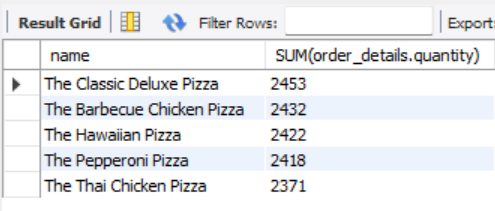 Result Grid Filter Rows: Export:
name SUM(order_details.quantity)
The Classic Deluxe Pizza 2453
The Barbecue Chicken Pizza 2432
The Hawaiian Pizza 2422
The Pepperoni Pizza 2418
The Thai Chicken Pizza 2371